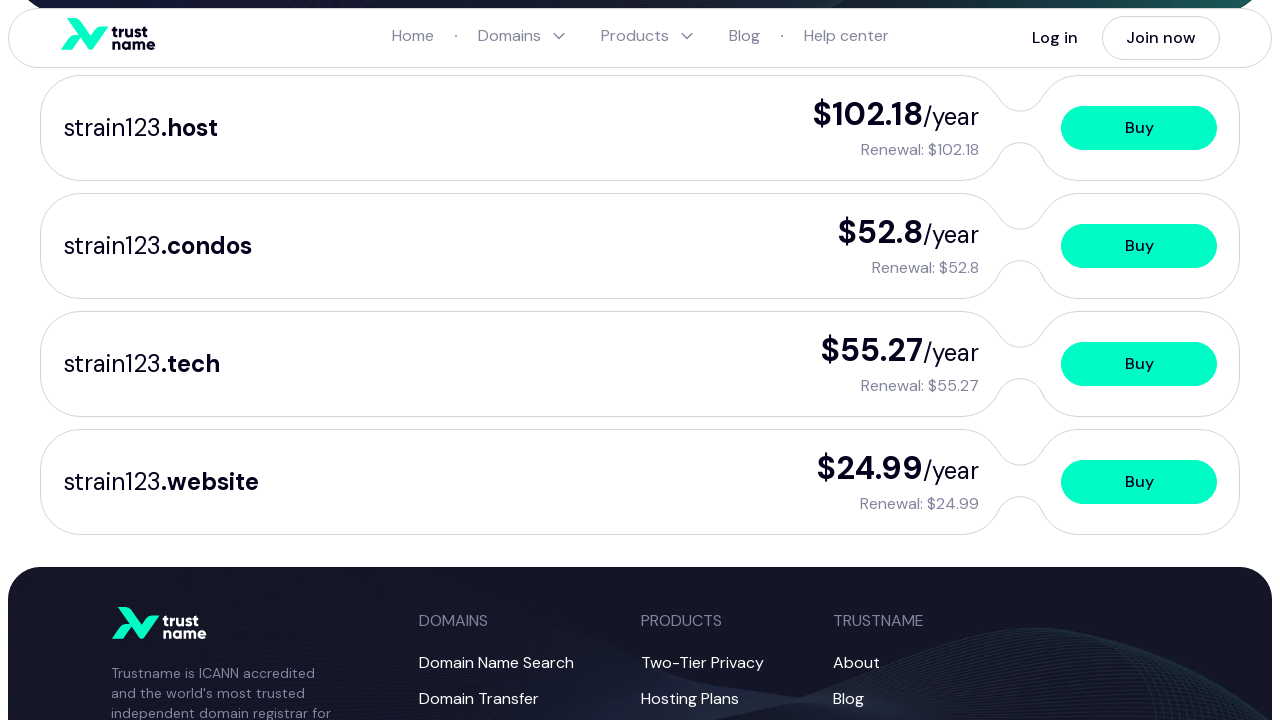 trust
name
Home · Domains Products Blog · Help center
Log in
Join now
strain123.host
$102.18/year
Renewal: $102.18
Buy
strain123.condos
$52.8/year
Renewal: $52.8
Buy
strain123.tech
$55.27/year
Renewal: $55.27
Buy
strain123.website
$24.99/year
Renewal: $24.99
Buy
trust
name
Trustname is ICANN accredited
and the world's most trusted
independent domain registrar for
DOMAINS
Domain Name Search
Domain Transfer
PRODUCTS
Two-Tier Privacy
Hosting Plans
TRUSTNAME
About
Blog